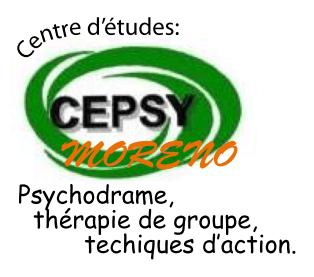 Centre d'études:
CEPSY
MORENO
Psychodrame,
thérapie de groupe,
techiques d'action.